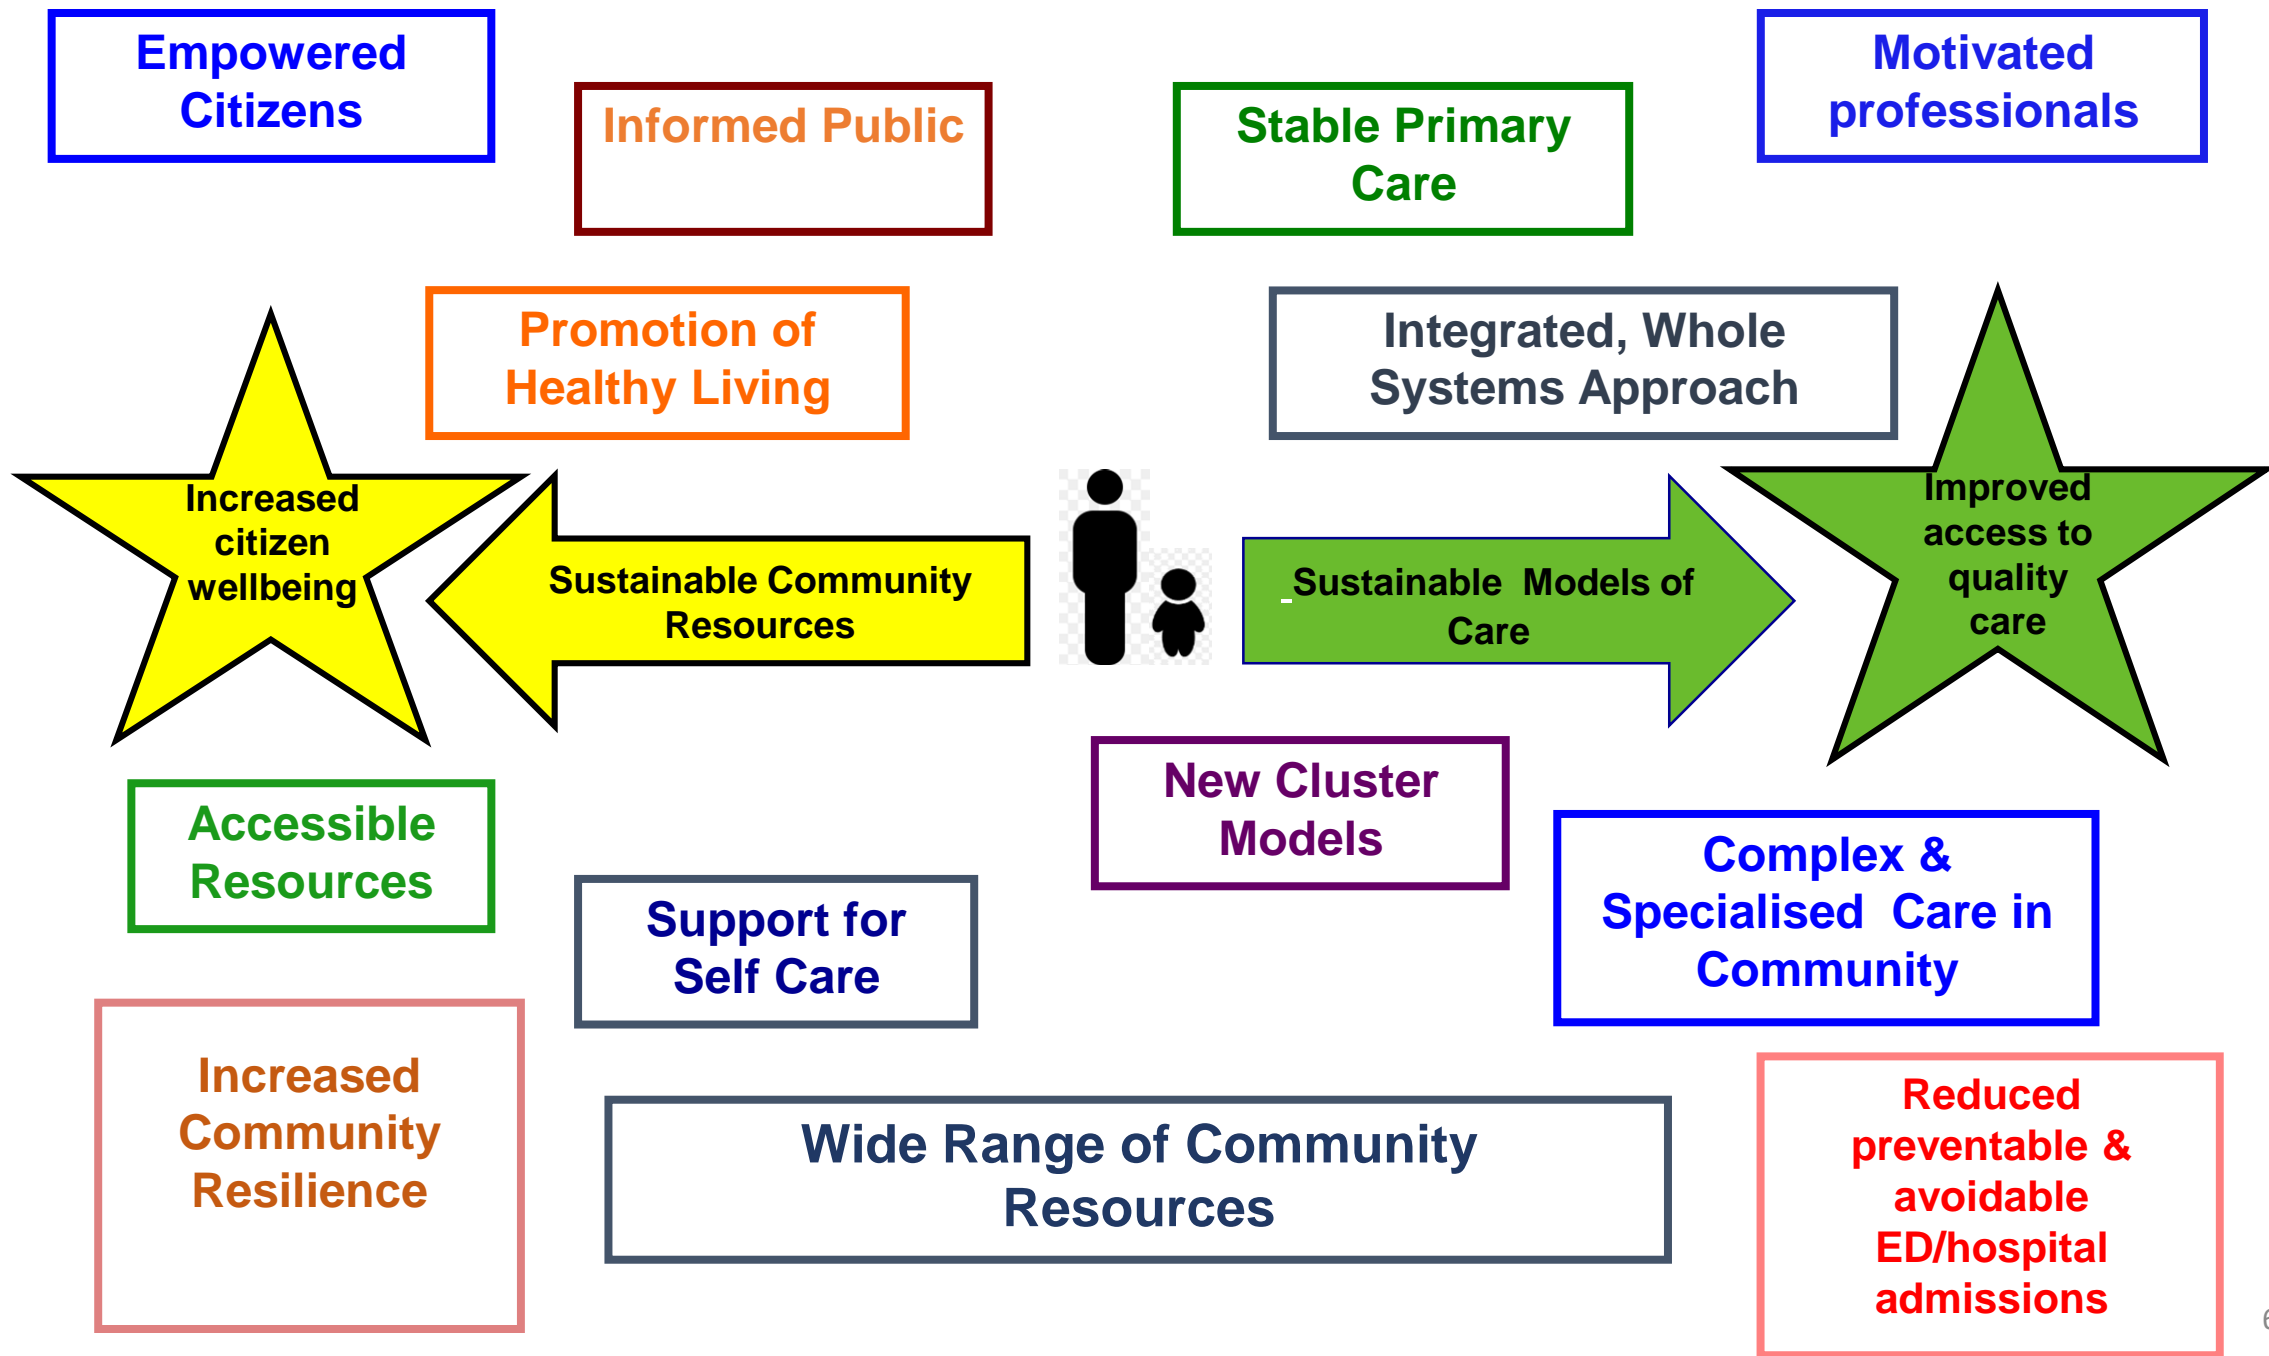 Empowered
Citizens
Informed Public
Stable Primary
Care
Motivated
professionals
Promotion of
Healthy Living
Integrated, Whole
Systems Approach
Increased
citizen
wellbeing
Sustainable Community
Resources
Sustainable  Models of
Care
Improved
access to
quality
care
Accessible
Resources
Support for
Self Care
New Cluster
Models
Complex &
Specialised  Care in
Community
Increased
Community
Resilience
Wide Range of Community
Resources
Reduced
preventable &
avoidable
ED/hospital
admissions
6